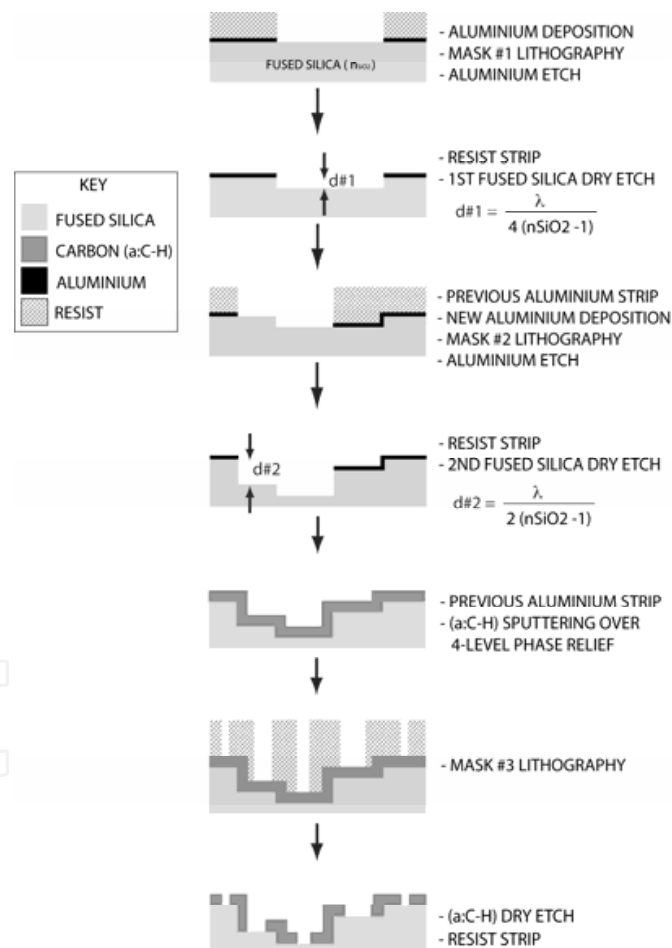 - ALUMINIUM DEPOSITION
- MASK #1 LITHOGRAPHY
- ALUMINIUM ETCH
FUSED SILICA ( nSiO2 )
- RESIST STRIP
- 1ST FUSED SILICA DRY ETCH
d#1
d#1 = λ
4 (nSiO2 -1)
KEY
FUSED SILICA
CARBON (a:C-H)
ALUMINIUM
RESIST
- PREVIOUS ALUMINIUM STRIP
- NEW ALUMINIUM DEPOSITION
- MASK #2 LITHOGRAPHY
- ALUMINIUM ETCH
- RESIST STRIP
- 2ND FUSED SILICA DRY ETCH
d#2
d#2 = λ
2 (nSiO2 -1)
- PREVIOUS ALUMINIUM STRIP
- (a:C-H) SPUTTERING OVER
4-LEVEL PHASE RELIEF
- MASK #3 LITHOGRAPHY
- (a:C-H) DRY ETCH
- RESIST STRIP